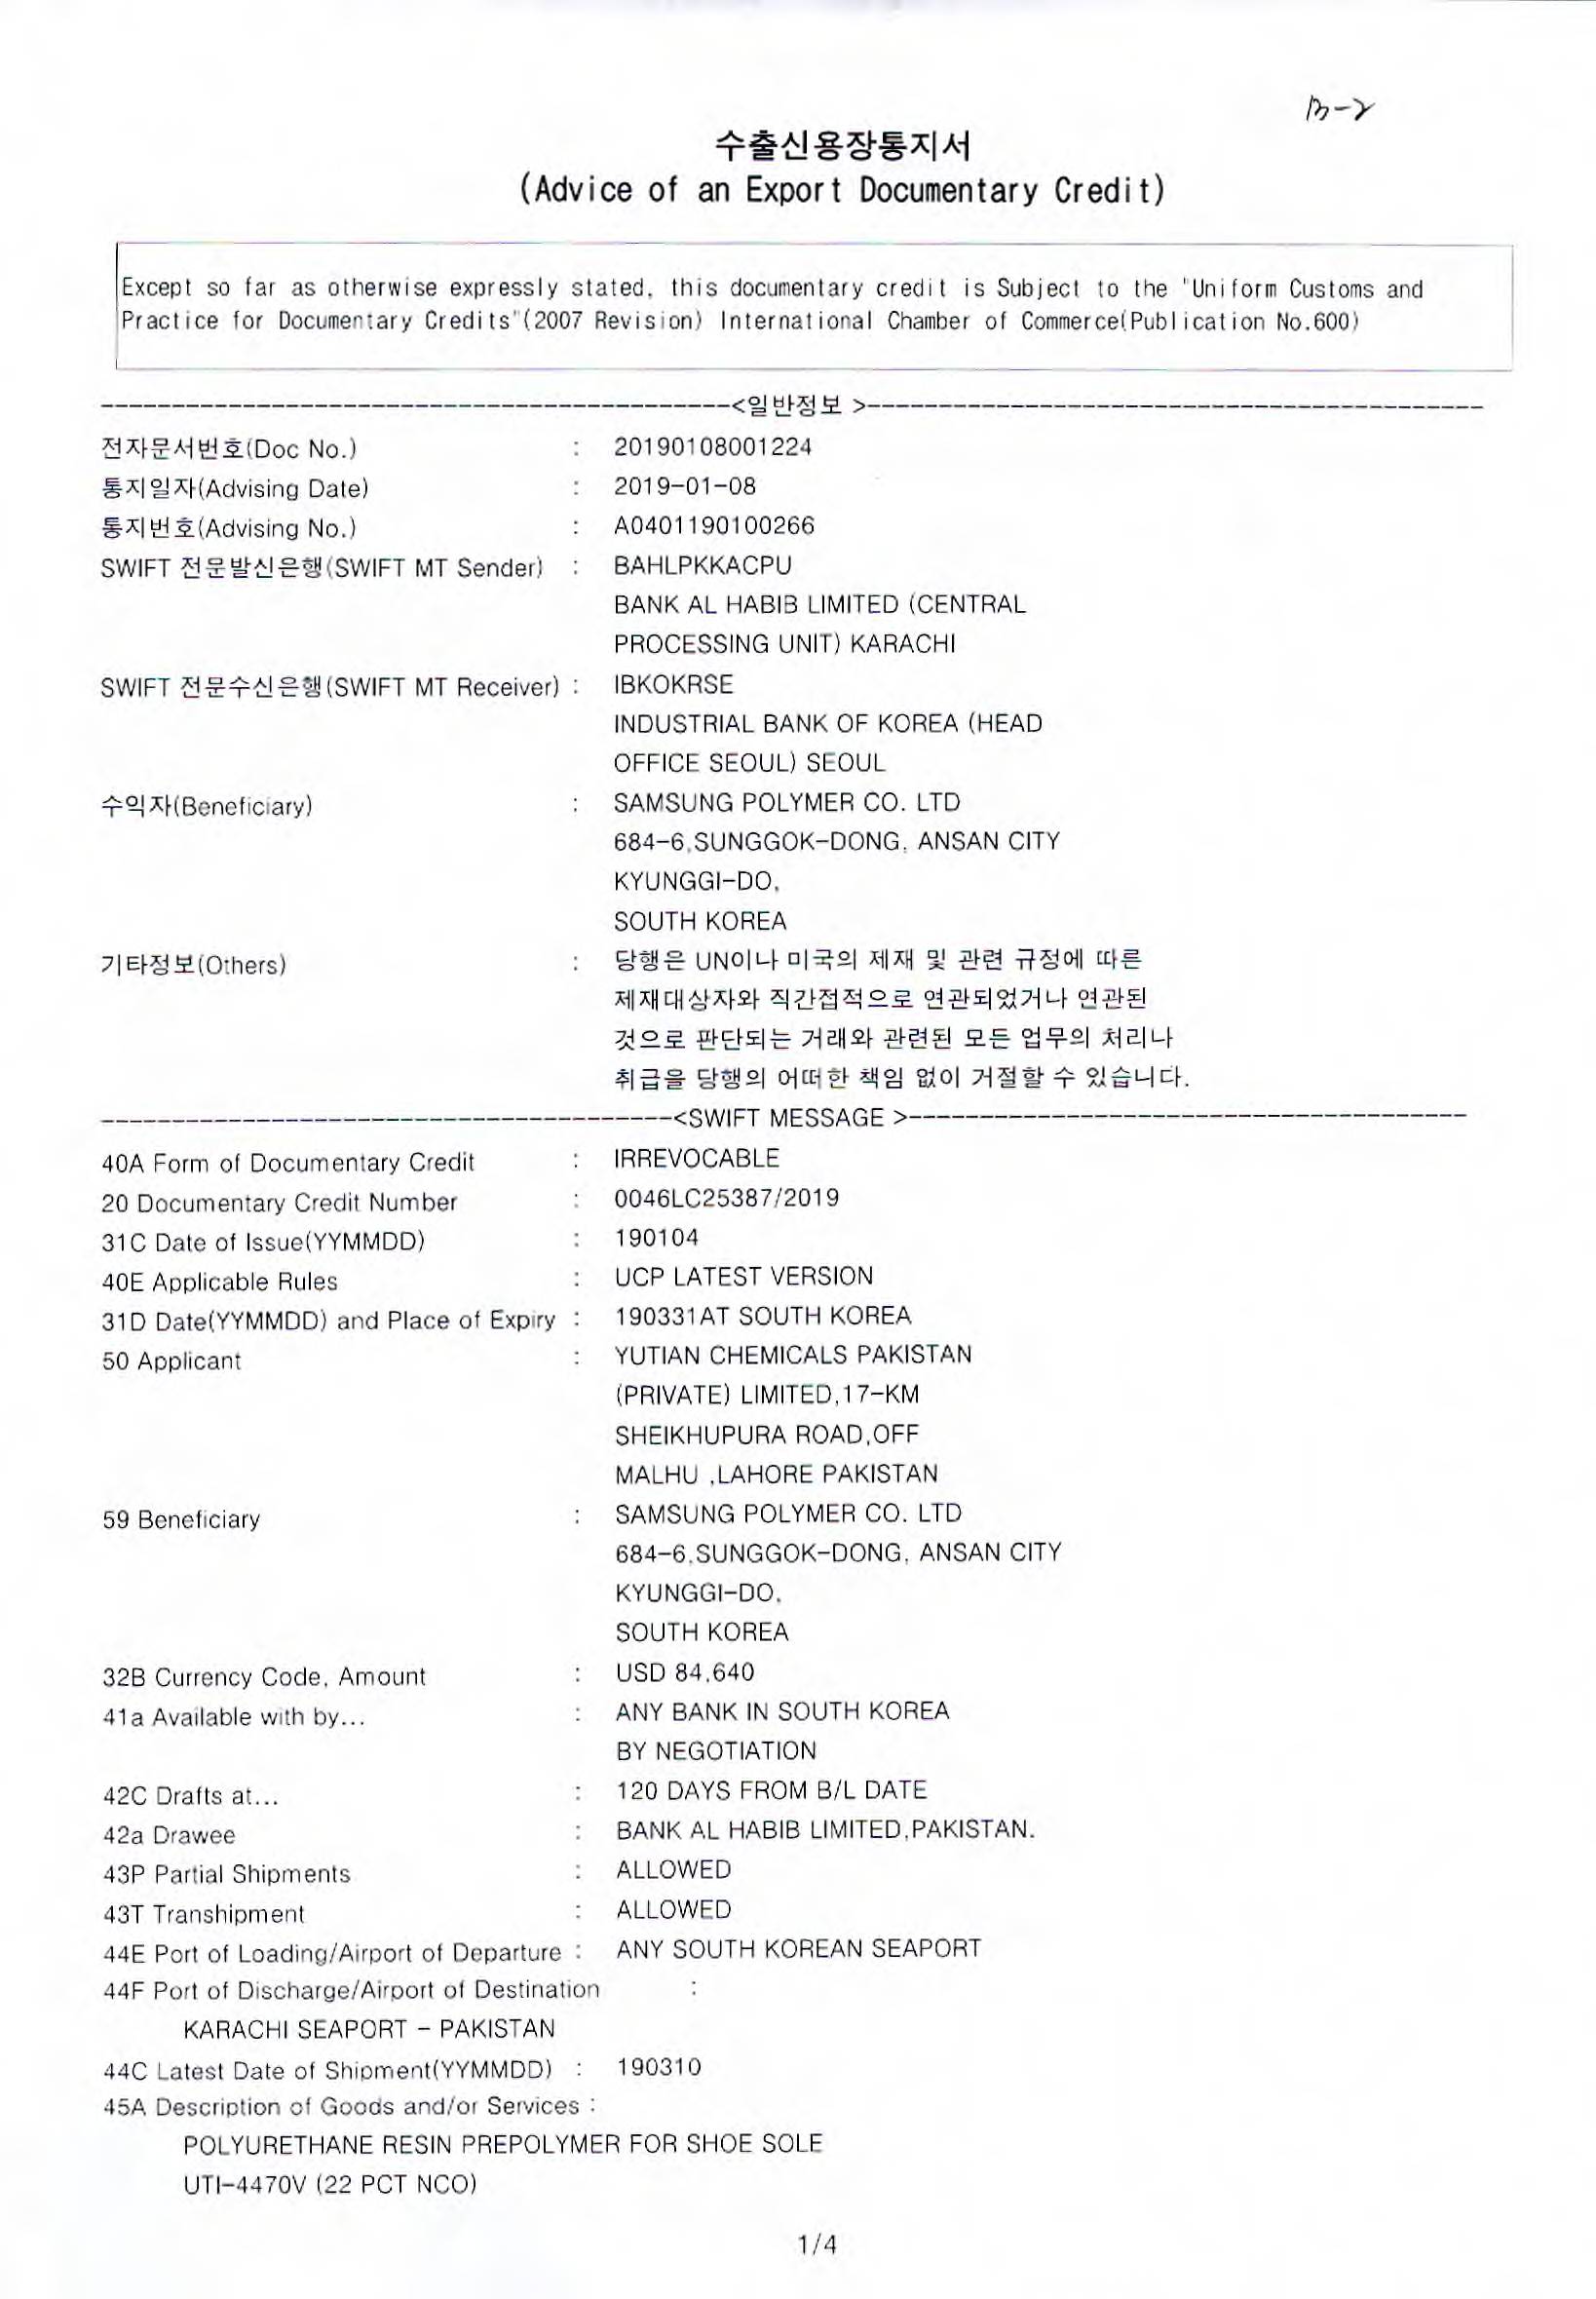 B-2
수출신용장통지서
(Advice of an Export Documentary Credit)
Except so far as otherwise expressly stated, this documentary credit is Subject to the "Uniform Customs and
Practice for Documentary Credits"(2007 Revision) International Chamber of Commerce(Publication No.600)
--------------------------------------------<일반정보 >--------------------------------------------
전자문서번호(Doc No.) : 20190108001224
통지일자(Advising Date) : 2019-01-08
통지번호(Advising No.) : A0401190100266
SWIFT 전문발신은행(SWIFT MT Sender) : BAHLPKKACPU
BANK AL HABIB LIMITED (CENTRAL
PROCESSING UNIT) KARACHI
SWIFT 전문수신은행(SWIFT MT Receiver) : IBKOKRSE
INDUSTRIAL BANK OF KOREA (HEAD
OFFICE SEOUL) SEOUL
수익자(Beneficiary) : SAMSUNG POLYMER CO. LTD
684-6,SUNGGOK-DONG, ANSAN CITY
KYUNGGI-DO,
SOUTH KOREA
기타정보(Others) : 당행은 UN이나 미국의 제재 및 관련 규정에 따른
제재대상자와 직간접적으로 연관되었거나 연관된
것으로 판단되는 거래와 관련된 모든 업무의 처리나
취급을 당행의 어떠한 책임 없이 거절할 수 있습니다.
----------------------------------------<SWIFT MESSAGE >----------------------------------------
40A Form of Documentary Credit : IRREVOCABLE
20 Documentary Credit Number : 0046LC25387/2019
31C Date of Issue(YYMMDD) : 190104
40E Applicable Rules : UCP LATEST VERSION
31D Date(YYMMDD) and Place of Expiry : 190331AT SOUTH KOREA
50 Applicant : YUTIAN CHEMICALS PAKISTAN
(PRIVATE) LIMITED,17-KM
SHEIKHUPURA ROAD,OFF
MALHU ,LAHORE PAKISTAN
59 Beneficiary : SAMSUNG POLYMER CO. LTD
684-6,SUNGGOK-DONG, ANSAN CITY
KYUNGGI-DO,
SOUTH KOREA
32B Currency Code, Amount : USD 84,640
41a Available with by... : ANY BANK IN SOUTH KOREA
BY NEGOTIATION
42C Drafts at... : 120 DAYS FROM B/L DATE
42a Drawee : BANK AL HABIB LIMITED,PAKISTAN.
43P Partial Shipments : ALLOWED
43T Transhipment : ALLOWED
44E Port of Loading/Airport of Departure : ANY SOUTH KOREAN SEAPORT
44F Port of Discharge/Airport of Destination :
KARACHI SEAPORT - PAKISTAN
44C Latest Date of Shipment(YYMMDD) : 190310
45A Description of Goods and/or Services :
POLYURETHANE RESIN PREPOLYMER FOR SHOE SOLE
UTI-4470V (22 PCT NCO)
1/4